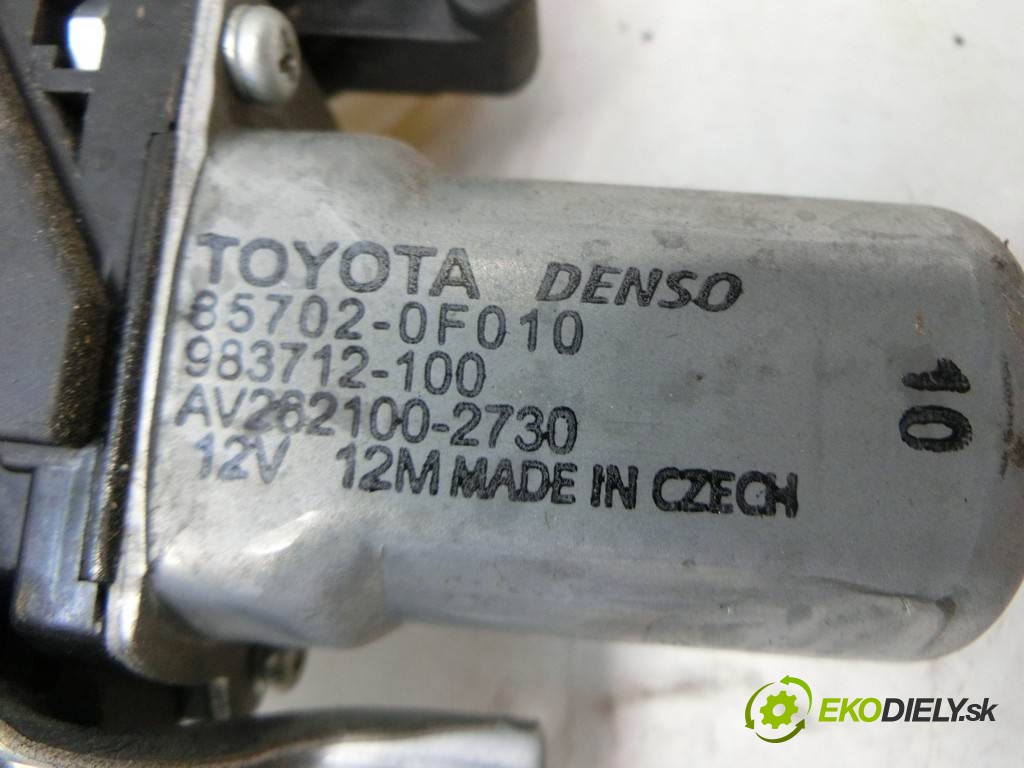 TOYOTA DENSO
85702-0F010
983712-100
AV262100-2730
12V 12M MADE IN CZECH
10
EKODIELY.sk